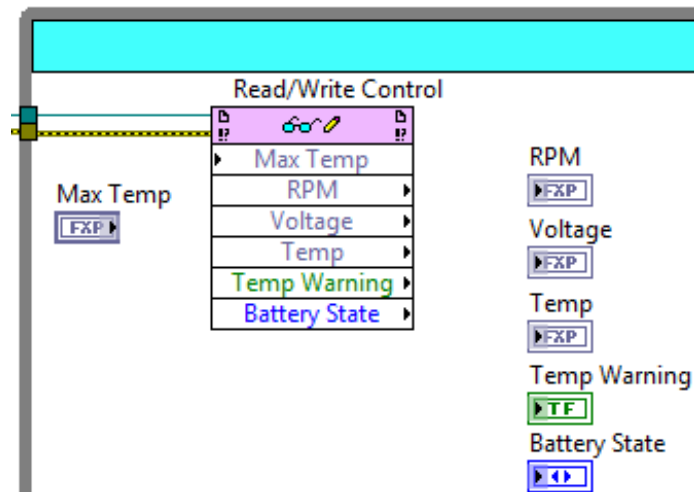 Read/Write Control
Max Temp
RPM
Voltage
Temp
Temp Warning
Battery State
Max Temp
FXP
RPM
FXP
Voltage
FXP
Temp
FXP
Temp Warning
TF
Battery State